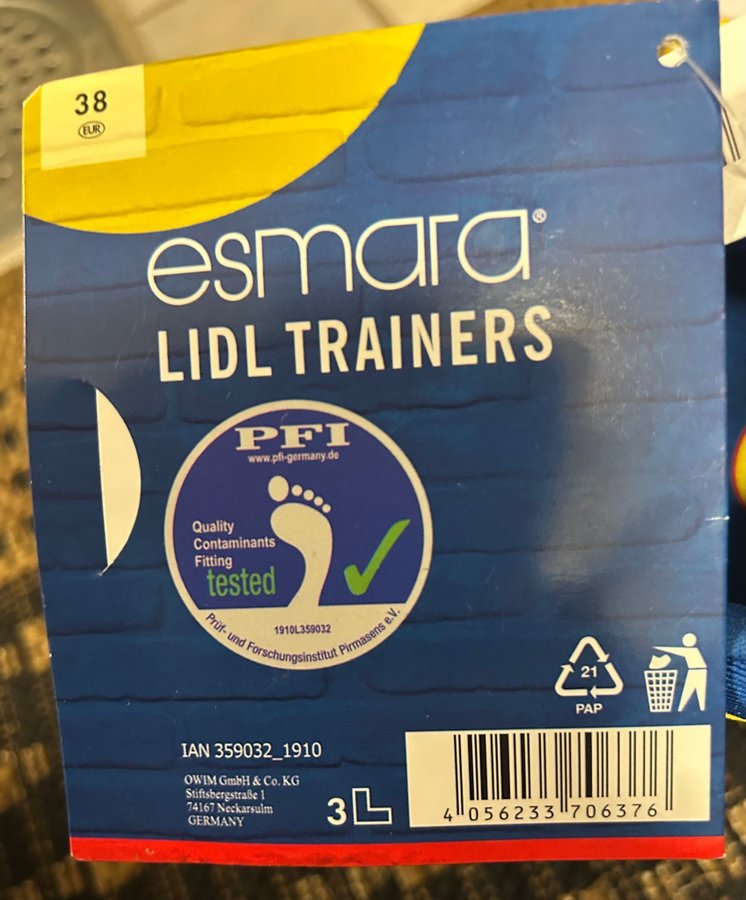 38
EUR
esmara®
LIDL TRAINERS
PFI
www.pfi-germany.de
Quality
Contaminants
Fitting
tested
1910L359032
Prüf- und Forschungsinstitut Pirmasens e.V.
21
PAP
IAN 359032_1910
OWIM GmbH & Co. KG
Stiftsbergstraße 1
74167 Neckarsulm
GERMANY
3
4 056233 706376